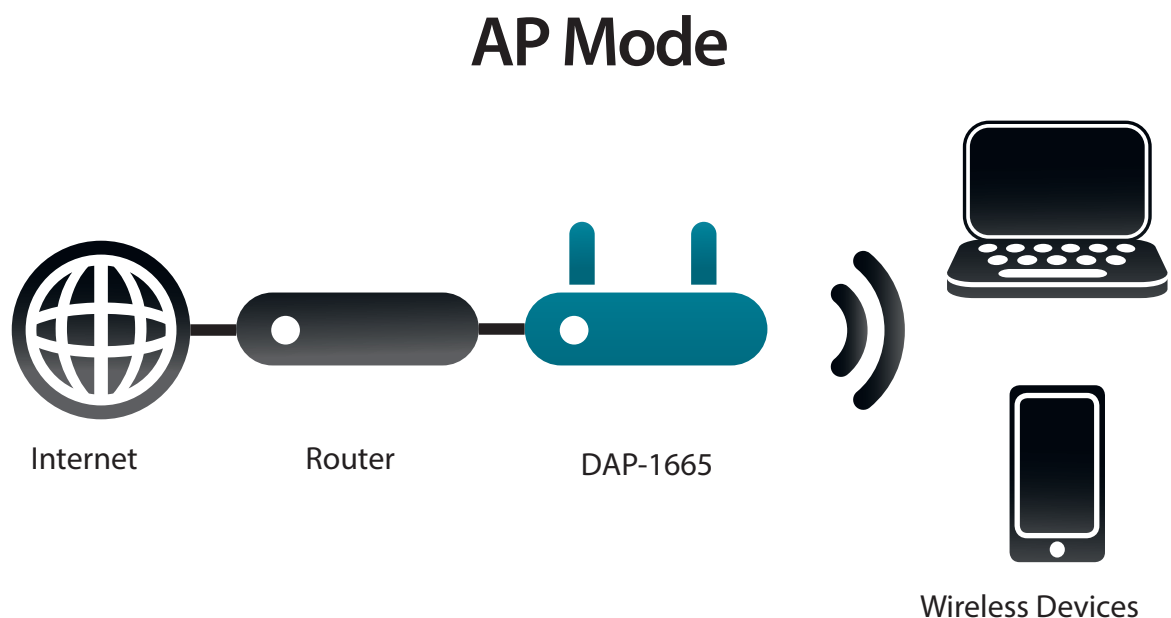 AP Mode
Internet
Router
DAP-1665
Wireless Devices